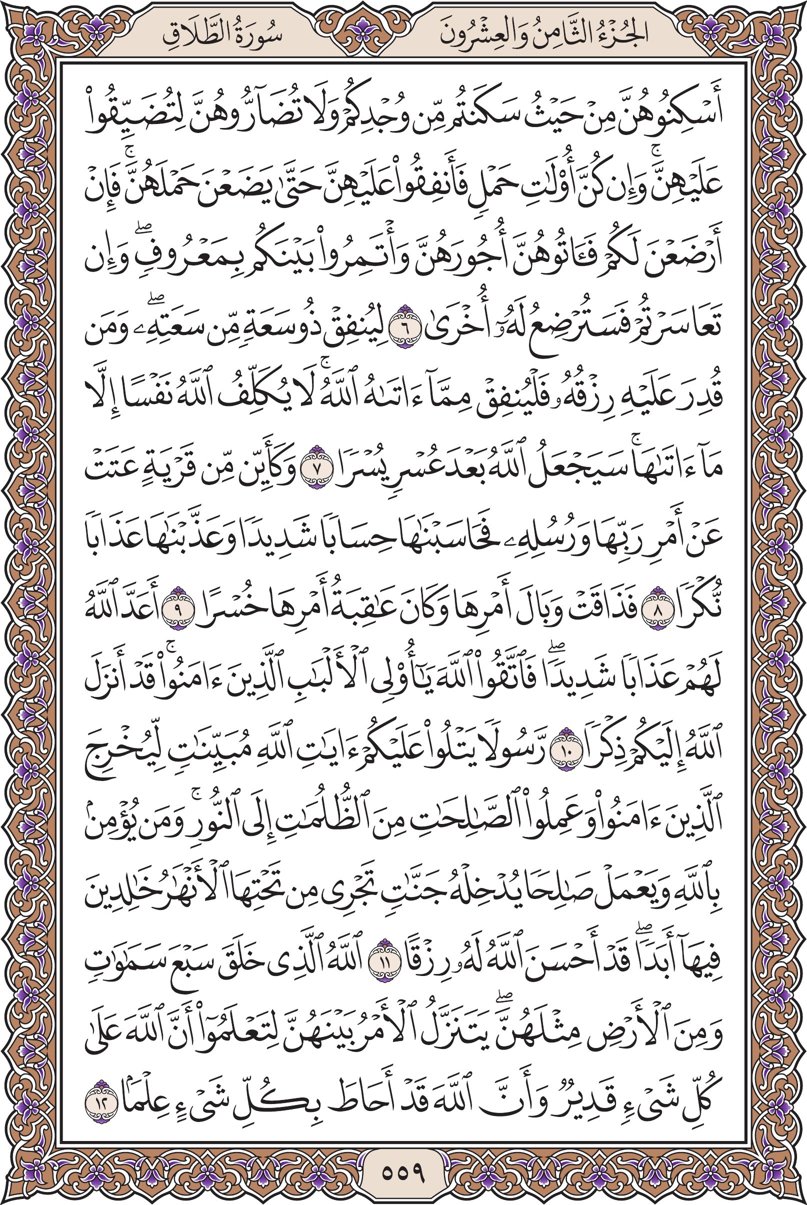 الجُزْءُ الثَّامِنُ وَالعِشْرُونَ
سُورَةُ الطَّلَاقِ
أَسْكِنُوهُنَّ مِنْ حَيْثُ سَكَنتُم مِّن وُجْدِكُمْ وَلَا تُضَآرُّوهُنَّ لِتُضَيِّقُوا۟
عَلَيْهِنَّ ۚ وَإِن كُنَّ أُو۟لَٰتِ حَمْلٍ فَأَنفِقُوا۟ عَلَيْهِنَّ حَتَّىٰ يَضَعْنَ حَمْلَهُنَّ ۚ فَإِنْ
أَرْضَعْنَ لَكُمْ فَـَٔاتُوهُنَّ أُجُورَهُنَّ وَأْتَمِرُوا۟ بَيْنَكُم بِمَعْرُوفٍ ۖ وَإِن
تَعَاسَرْتُمْ فَسَتُرْضِعُ لَهُۥٓ أُخْرَىٰ ٦ لِيُنفِقْ ذُو سَعَةٍ مِّن سَعَتِهِۦ ۖ وَمَن
قُدِرَ عَلَيْهِ رِزْقُهُۥ فَلْيُنفِقْ مِمَّآ ءَاتَىٰهُ ٱللَّهُ ۚ لَا يُكَلِّفُ ٱللَّهُ نَفْسًا إِلَّا
مَآ ءَاتَىٰهَا ۚ سَيَجْعَلُ ٱللَّهُ بَعْدَ عُسْرٍ يُسْرًا ٧ وَكَأَيِّن مِّن قَرْيَةٍ عَتَتْ
عَنْ أَمْرِ رَبِّهَا وَرُسُلِهِۦ فَحَاسَبْنَٰهَا حِسَابًا شَدِيدًا وَعَذَّبْنَٰهَا عَذَابًا
نُّكْرًا ٨ فَذَاقَتْ وَبَالَ أَمْرِهَا وَكَانَ عَٰقِبَةُ أَمْرِهَا خُسْرًا ٩ أَعَدَّ ٱللَّهُ
لَهُمْ عَذَابًا شَدِيدًا ۖ فَٱتَّقُوا۟ ٱللَّهَ يَٰٓأُو۟لِى ٱلْأَلْبَٰبِ ٱلَّذِينَ ءَامَنُوا۟ ۚ قَدْ أَنزَلَ
ٱللَّهُ إِلَيْكُمْ ذِكْرًا ١٠ رَّسُولًا يَتْلُوا۟ عَلَيْكُمْ ءَايَٰتِ ٱللَّهِ مُبَيِّنَٰتٍ لِّيُخْرِجَ
ٱلَّذِينَ ءَامَنُوا۟ وَعَمِلُوا۟ ٱلصَّٰلِحَٰتِ مِنَ ٱلظُّلُمَٰتِ إِلَى ٱلنُّورِ ۚ وَمَن يُؤْمِنۢ
بِٱللَّهِ وَيَعْمَلْ صَٰلِحًا يُدْخِلْهُ جَنَّٰتٍ تَجْرِى مِن تَحْتِهَا ٱلْأَنْهَٰرُ خَٰلِدِينَ
فِيهَآ أَبَدًا ۖ قَدْ أَحْسَنَ ٱللَّهُ لَهُۥ رِزْقًا ١١ ٱللَّهُ ٱلَّذِى خَلَقَ سَبْعَ سَمَٰوَٰتٍ
وَمِنَ ٱلْأَرْضِ مِثْلَهُنَّ ۖ يَتَنَزَّلُ ٱلْأَمْرُ بَيْنَهُنَّ لِتَعْلَمُوٓا۟ أَنَّ ٱللَّهَ عَلَىٰ
كُلِّ شَىْءٍ قَدِيرٌ وَأَنَّ ٱللَّهَ قَدْ أَحَاطَ بِكُلِّ شَىْءٍ عِلْمًۢا ١٢
٥٥٩